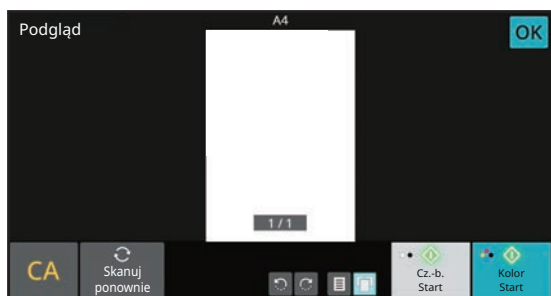 Podgląd
A4
OK
1 / 1
CA
Skanuj
ponownie
Cz.-b.
Start
Kolor
Start